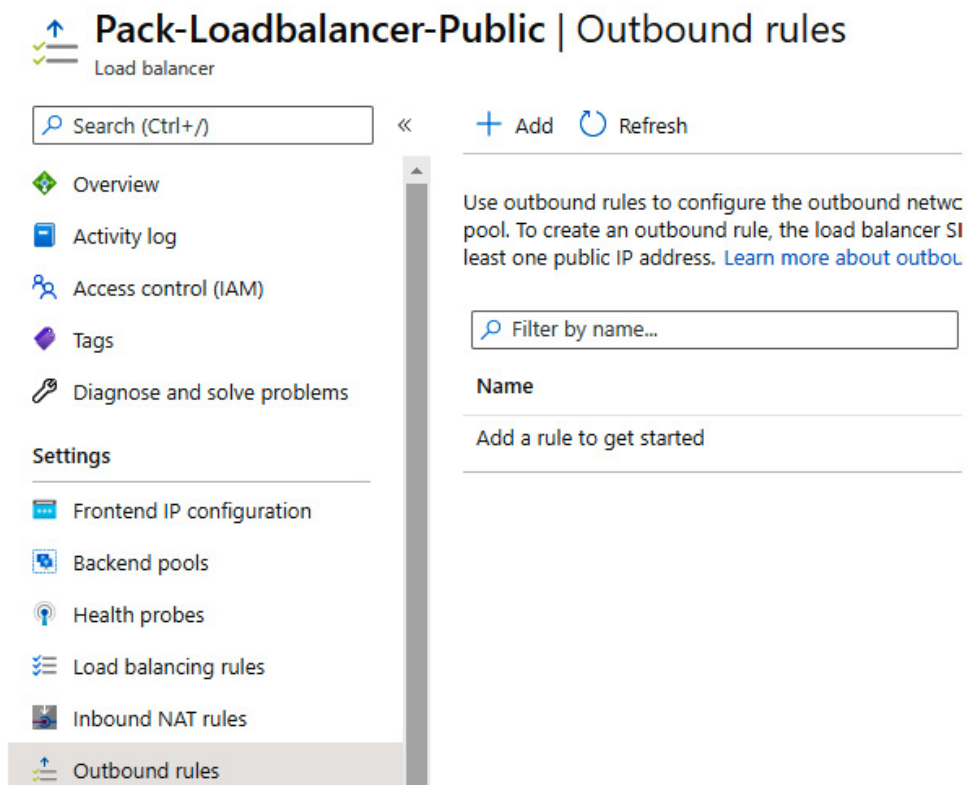 Pack-Loadbalancer-Public | Outbound rules
Load balancer
Search (Ctrl+/)
«
Add
Refresh
Overview
Activity log
Access control (IAM)
Tags
Diagnose and solve problems
Settings
Frontend IP configuration
Backend pools
Health probes
Load balancing rules
Inbound NAT rules
Outbound rules
Use outbound rules to configure the outbound netwc
pool. To create an outbound rule, the load balancer SI
least one public IP address. Learn more about outbou
Filter by name...
Name
Add a rule to get started